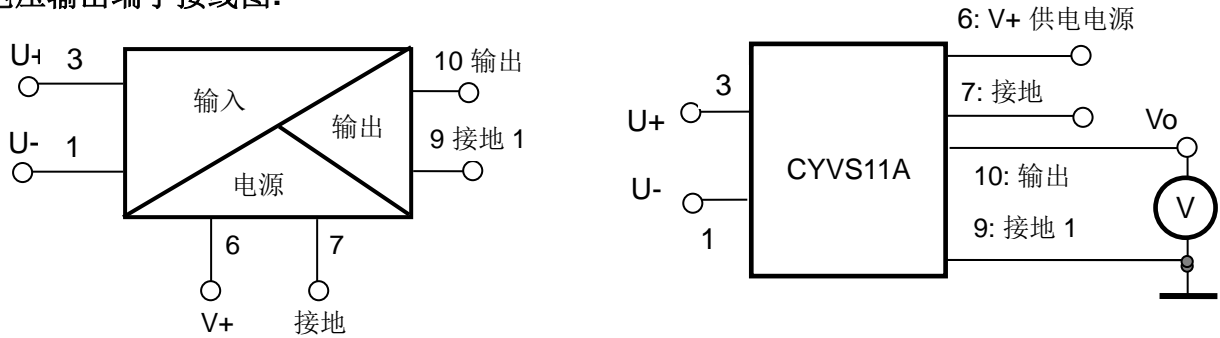 压输出端子接线图:
U+ 3
U- 1
输入
输出
电源
10 输出
9 接地 1
6
7
V+
接地
U+
3
U-
1
CYVS11A
6: V+ 供电电源
7: 接地
Vo
10: 输出
9: 接地 1
V